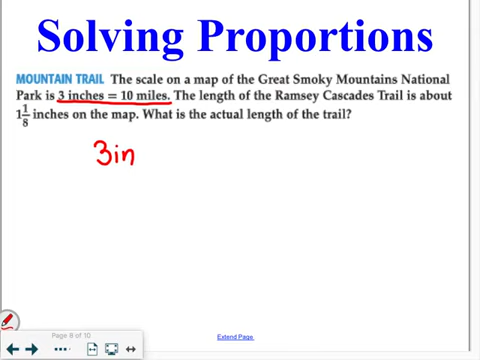 Solving Proportions
MOUNTAIN TRAIL The scale on a map of the Great Smoky Mountains National
Park is 3 inches = 10 miles. The length of the Ramsey Cascades Trail is about
1 1/8 inches on the map. What is the actual length of the trail?
3in
Page 8 of 10
Extend Page